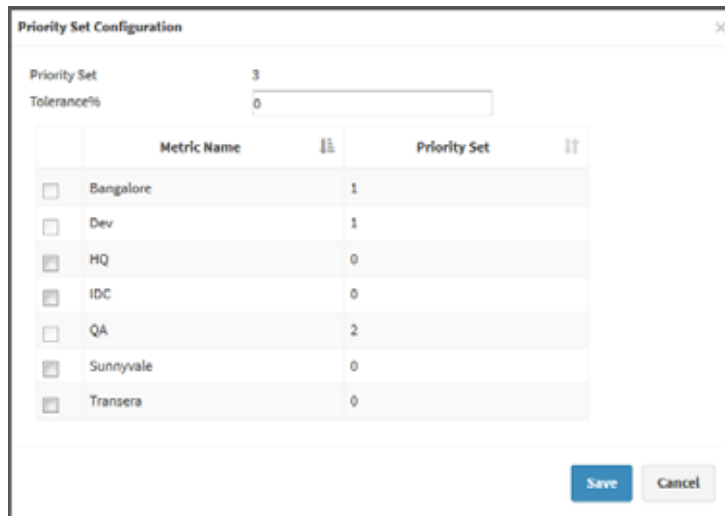 Priority Set Configuration
Priority Set 3
Tolerance% 0
Metric Name Priority Set
Bangalore 1
Dev 1
HQ 0
IDC 0
QA 2
Sunnyvale 0
Transera 0
Save Cancel